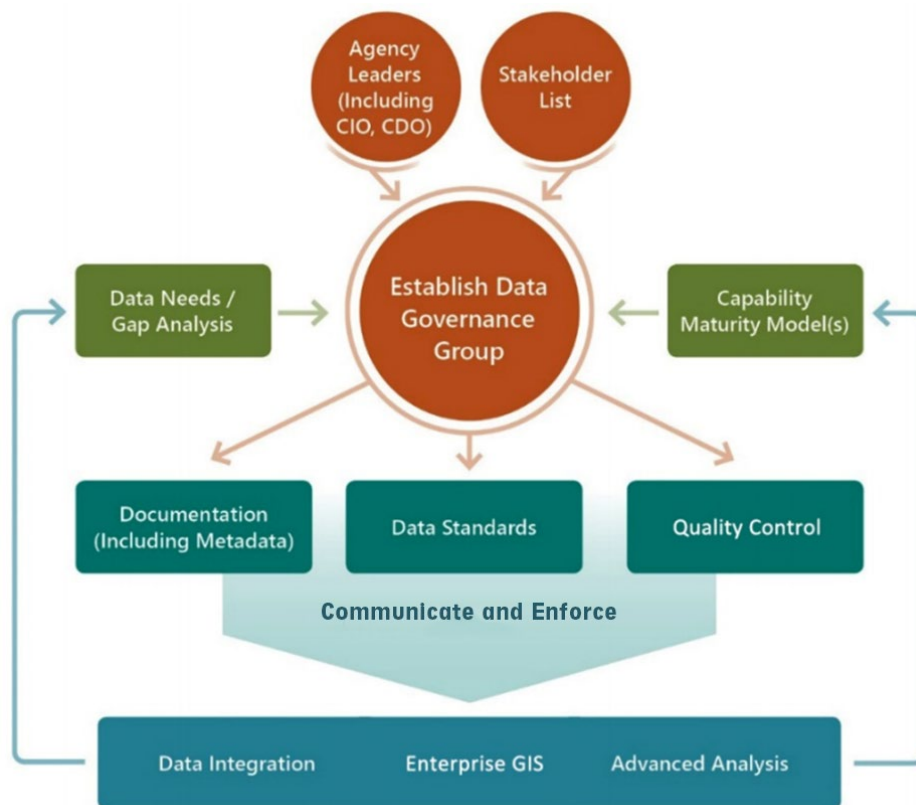 Agency
Leaders
(Including
CIO, CDO)
Stakeholder
List
Data Needs /
Gap Analysis
Establish Data
Governance
Group
Capability
Maturity Model(s)
Documentation
(Including Metadata)
Data Standards
Quality Control
Communicate and Enforce
Data Integration
Enterprise GIS
Advanced Analysis